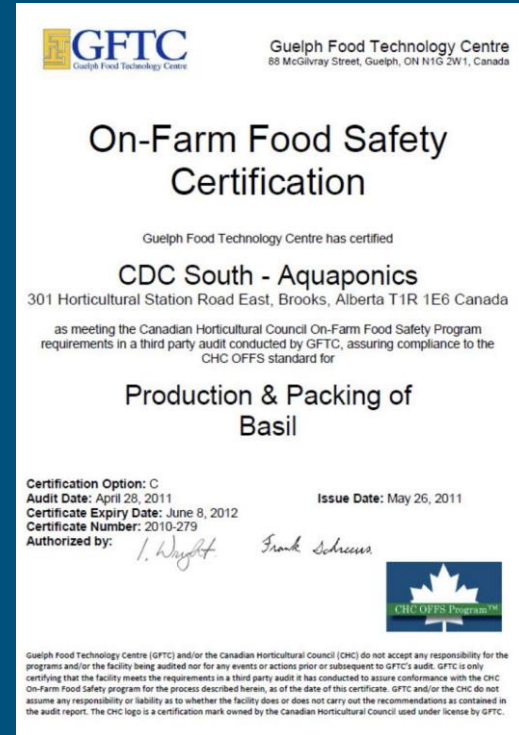 GFTC
Guelph Food Technology Centre
Guelph Food Technology Centre
88 McGilvray Street, Guelph, ON N1G 2W1, Canada
On-Farm Food Safety
Certification
Guelph Food Technology Centre has certified
CDC South - Aquaponics
301 Horticultural Station Road East, Brooks, Alberta T1R 1E6 Canada
as meeting the Canadian Horticultural Council On-Farm Food Safety Program
requirements in a third party audit conducted by GFTC, assuring compliance to the
CHC OFFS standard for
Production & Packing of
Basil
Certification Option: C
Audit Date: April 28, 2011
Issue Date: May 26, 2011
Certificate Expiry Date: June 8, 2012
Certificate Number: 2010-279
Authorized by:
I. Wright
Frank Schreurs
CHC OFFS Program™
Guelph Food Technology Centre (GFTC) and/or the Canadian Horticultural Council (CHC) do not accept any responsibility for the
programs and/or the facility being audited nor for any events or actions prior or subsequent to GFTC's audit. GFTC is only
certifying that the facility meets the requirements in a third party audit it has conducted to assure conformance with the CHC
On-Farm Food Safety program for the process described herein, as of the date of this certificate. GFTC and/or the CHC do not
assume any responsibility or liability as to whether the facility does or does not carry out the recommendations as contained in
the audit report. The CHC logo is a certification mark owned by the Canadian Horticultural Council used under license by GFTC.